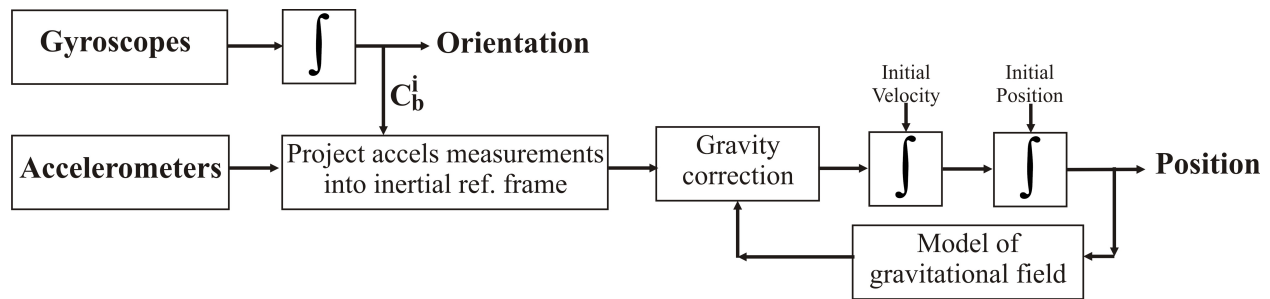 Gyroscopes
∫
Orientation
C_b^i
Accelerometers
Project accels measurements
into inertial ref. frame
Gravity
correction
Initial
Velocity
∫
Initial
Position
∫
Position
Model of
gravitational field